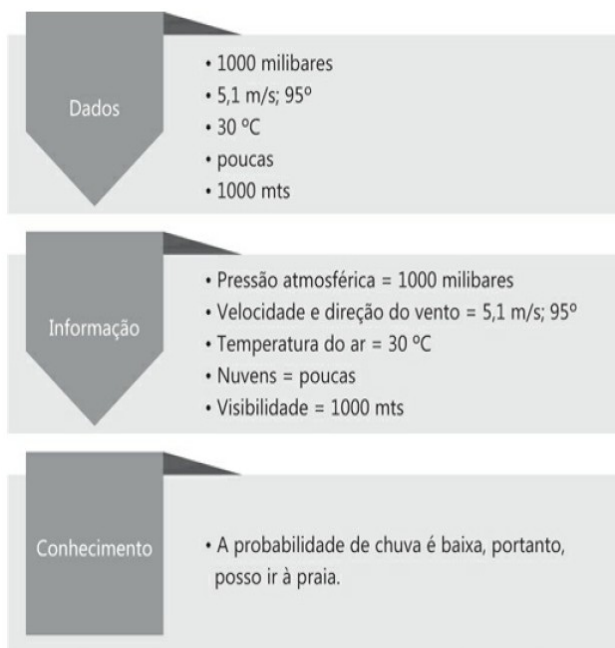 Dados
• 1000 milibares
• 5,1 m/s; 95º
• 30 ºC
• poucas
• 1000 mts
Informação
• Pressão atmosférica = 1000 milibares
• Velocidade e direção do vento = 5,1 m/s; 95º
• Temperatura do ar = 30 ºC
• Nuvens = poucas
• Visibilidade = 1000 mts
Conhecimento
• A probabilidade de chuva é baixa, portanto,
posso ir à praia.